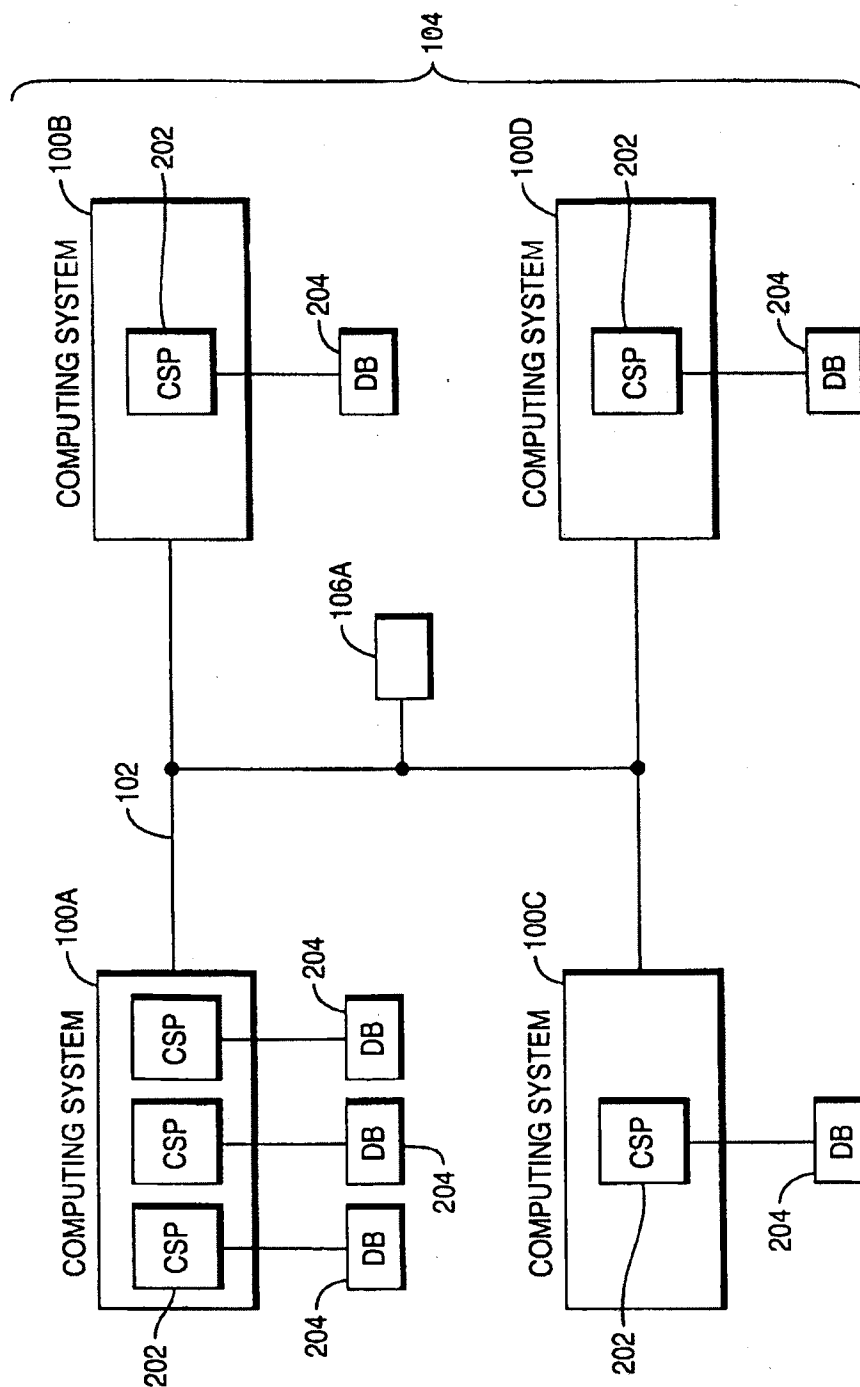 104
COMPUTING SYSTEM
100A
CSP
CSP
CSP
202
DB
DB
DB
204
204
204
102
COMPUTING SYSTEM
100B
202
CSP
204
DB
106A
COMPUTING SYSTEM
100C
CSP
202
204
DB
COMPUTING SYSTEM
100D
202
CSP
204
DB